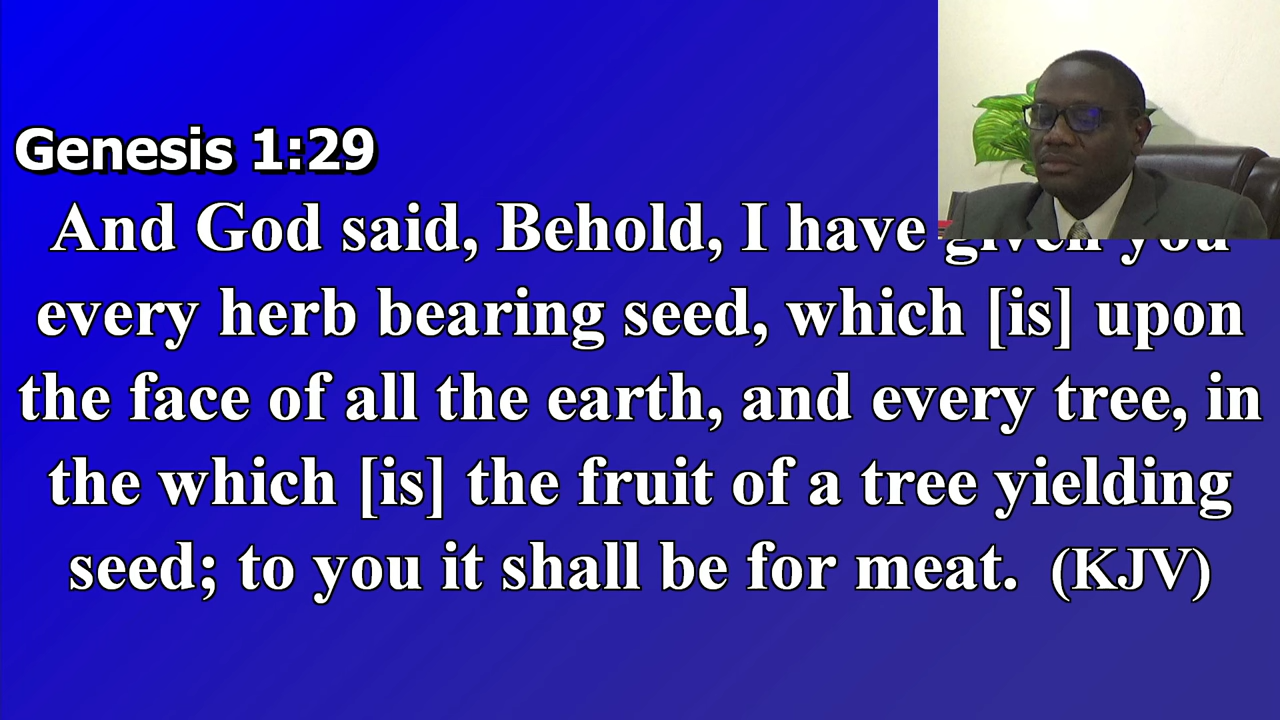 Genesis 1:29
And God said, Behold, I have given you
every herb bearing seed, which [is] upon
the face of all the earth, and every tree, in
the which [is] the fruit of a tree yielding
seed; to you it shall be for meat. (KJV)